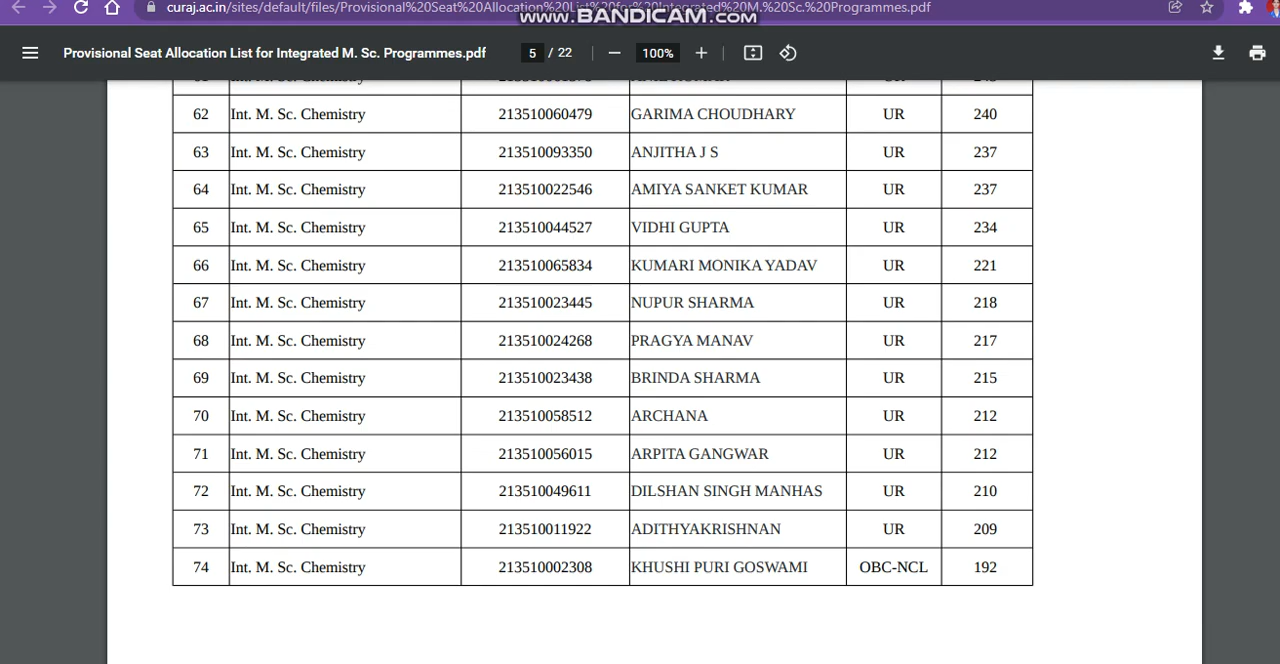 curaj.ac.in/sites/default/files/Provisional%20Seat%20Allocation%20List%20for%20Integrated%20M.%20Sc.%20Programmes.pdf
www.BANDICAM.com
Provisional Seat Allocation List for Integrated M. Sc. Programmes.pdf 5 / 22 100%
62 Int. M. Sc. Chemistry 213510060479 GARIMA CHOUDHARY UR 240
63 Int. M. Sc. Chemistry 213510093350 ANJITHA J S UR 237
64 Int. M. Sc. Chemistry 213510022546 AMIYA SANKET KUMAR UR 237
65 Int. M. Sc. Chemistry 213510044527 VIDHI GUPTA UR 234
66 Int. M. Sc. Chemistry 213510065834 KUMARI MONIKA YADAV UR 221
67 Int. M. Sc. Chemistry 213510023445 NUPUR SHARMA UR 218
68 Int. M. Sc. Chemistry 213510024268 PRAGYA MANAV UR 217
69 Int. M. Sc. Chemistry 213510023438 BRINDA SHARMA UR 215
70 Int. M. Sc. Chemistry 213510058512 ARCHANA UR 212
71 Int. M. Sc. Chemistry 213510056015 ARPITA GANGWAR UR 212
72 Int. M. Sc. Chemistry 213510049611 DILSHAN SINGH MANHAS UR 210
73 Int. M. Sc. Chemistry 213510011922 ADITHYAKRISHNAN UR 209
74 Int. M. Sc. Chemistry 213510002308 KHUSHI PURI GOSWAMI OBC-NCL 192